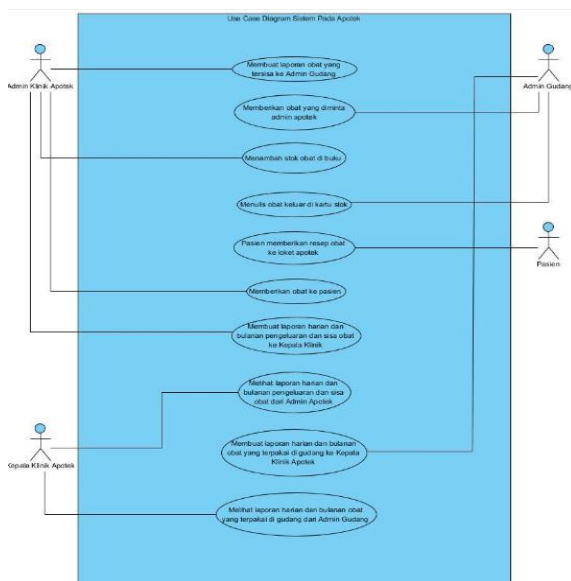 Use Case Diagram Sistem Pada Apotek
Admin Klinik Apotek
Admin Gudang
Membuat laporan obat yang
tersisa ke Admin Gudang
Memberikan obat yang diminta
admin apotek
Menambah stok obat di buku
Menulis obat keluar di kartu stok
Pasien memberikan resep obat
ke loket apotek
Pasien
Memberikan obat ke pasien
Membuat laporan harian dan
bulanan pengeluaran dan sisa obat
ke Kepala Klinik
Melihat laporan harian dan
bulanan pengeluaran dan sisa
obat dari Admin Apotek
Kepala Klinik Apotek
Membuat laporan harian dan bulanan
obat yang terpakai di gudang ke Kepala
Klinik Apotek
Melihat laporan harian dan bulanan obat
yang terpakai di gudang dari Admin Gudang